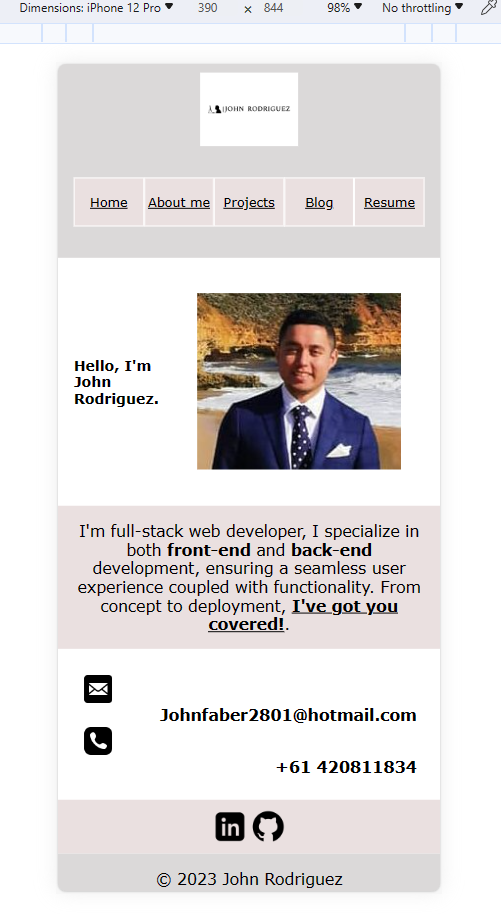 Dimensions: iPhone 12 Pro ▼ 390 × 844 98% ▼ No throttling ▼
JOHN RODRIGUEZ
Home About me Projects Blog Resume
Hello, I'm
John
Rodriguez.
I'm full-stack web developer, I specialize in
both front-end and back-end
development, ensuring a seamless user
experience coupled with functionality. From
concept to deployment, I've got you
covered!.
Johnfaber2801@hotmail.com
+61 420811834
in
© 2023 John Rodriguez